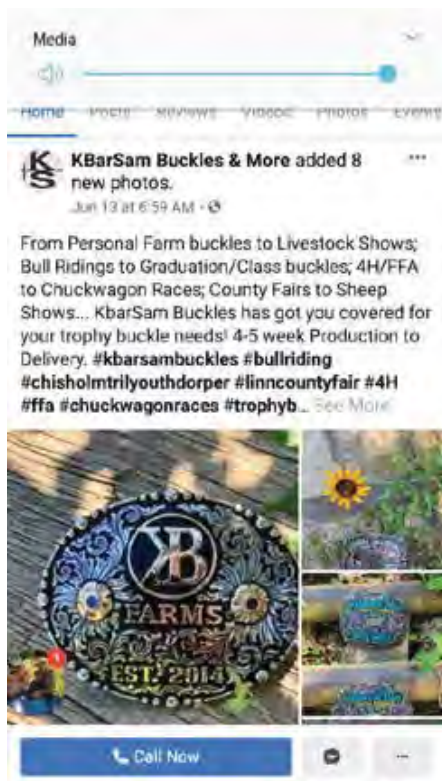 Media
Home Posts Reviews Videos Photos Events
KBarSam Buckles & More added 8
new photos.
Jun 13 at 6:59 AM
From Personal Farm buckles to Livestock Shows;
Bull Ridings to Graduation/Class buckles; 4H/FFA
to Chuckwagon Races; County Fairs to Sheep
Shows... KbarSam Buckles has got you covered for
your trophy buckle needs! 4-5 week Production to
Delivery. #kbarsambuckles #bullriding
#chisholmtrilyouthdorper #linncountyfair #4H
#ffa #chuckwagonraces #trophyb... See More
KB
FARMS
EST. 2014
Call Now